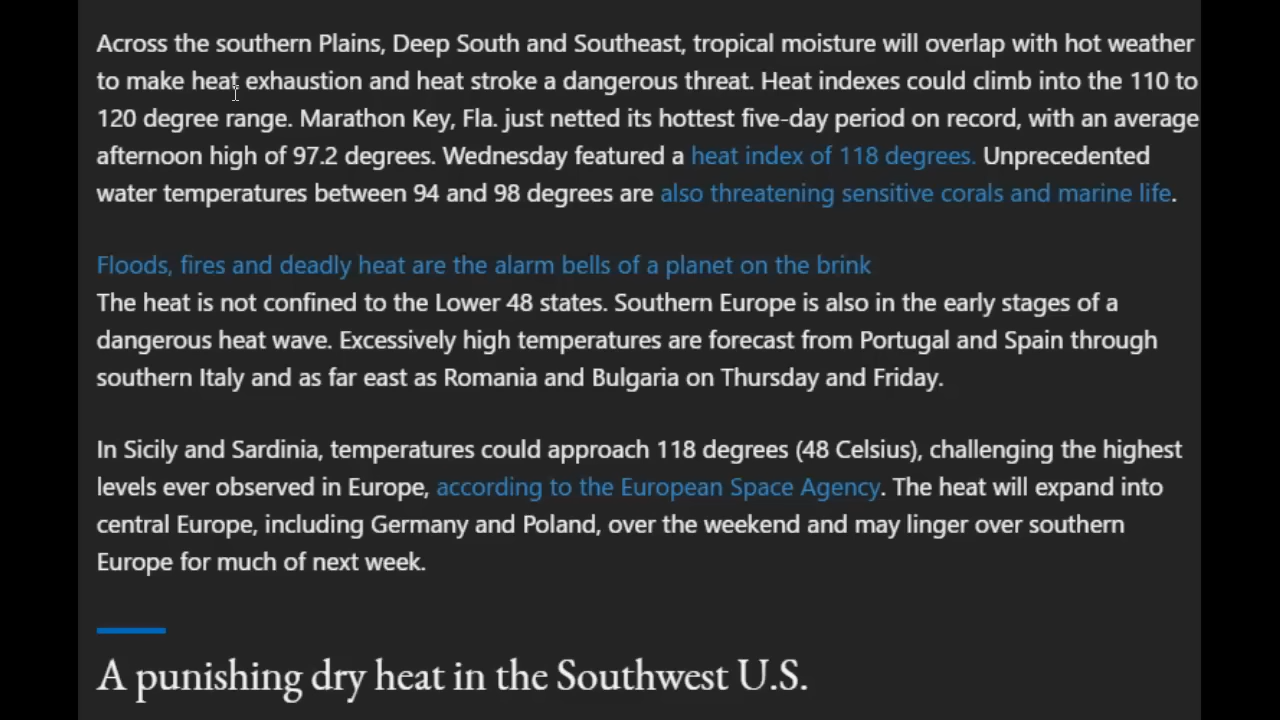 Across the southern Plains, Deep South and Southeast, tropical moisture will overlap with hot weather
to make heat exhaustion and heat stroke a dangerous threat. Heat indexes could climb into the 110 to
120 degree range. Marathon Key, Fla. just netted its hottest five-day period on record, with an average
afternoon high of 97.2 degrees. Wednesday featured a heat index of 118 degrees. Unprecedented
water temperatures between 94 and 98 degrees are also threatening sensitive corals and marine life.
Floods, fires and deadly heat are the alarm bells of a planet on the brink
The heat is not confined to the Lower 48 states. Southern Europe is also in the early stages of a
dangerous heat wave. Excessively high temperatures are forecast from Portugal and Spain through
southern Italy and as far east as Romania and Bulgaria on Thursday and Friday.
In Sicily and Sardinia, temperatures could approach 118 degrees (48 Celsius), challenging the highest
levels ever observed in Europe, according to the European Space Agency. The heat will expand into
central Europe, including Germany and Poland, over the weekend and may linger over southern
Europe for much of next week.
A punishing dry heat in the Southwest U.S.